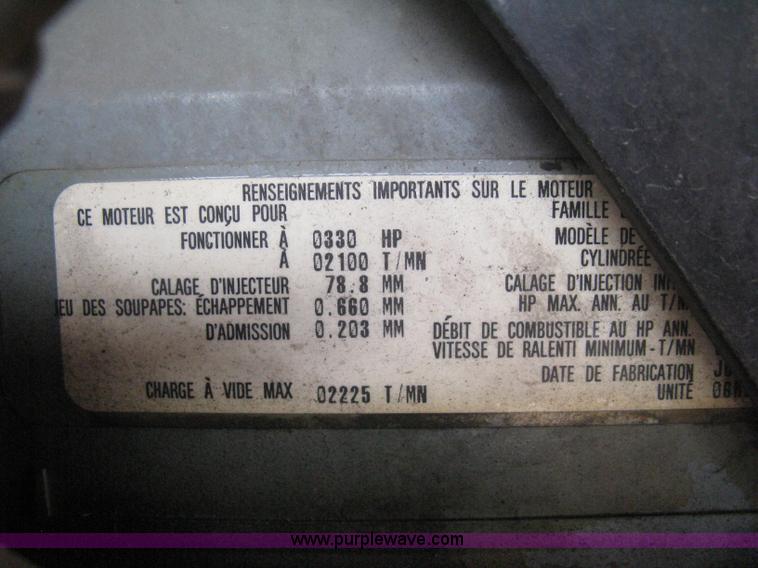 RENSEIGNEMENTS IMPORTANTS SUR LE MOTEUR
CE MOTEUR EST CONÇU POUR
FONCTIONNER À 0330 HP
À 02100 T/MN
CALAGE D'INJECTEUR 78.8 MM
JEU DES SOUPAPES: ÉCHAPPEMENT 0.660 MM
D'ADMISSION 0.203 MM
CHARGE À VIDE MAX 02225 T/MN
FAMILLE
MODÈLE DE
CYLINDRÉE
CALAGE D'INJECTION
HP MAX. ANN. AU
DÉBIT DE COMBUSTIBLE AU HP ANN.
VITESSE DE RALENTI MINIMUM-T/MN
DATE DE FABRICATION
UNITÉ
www.purplewave.com